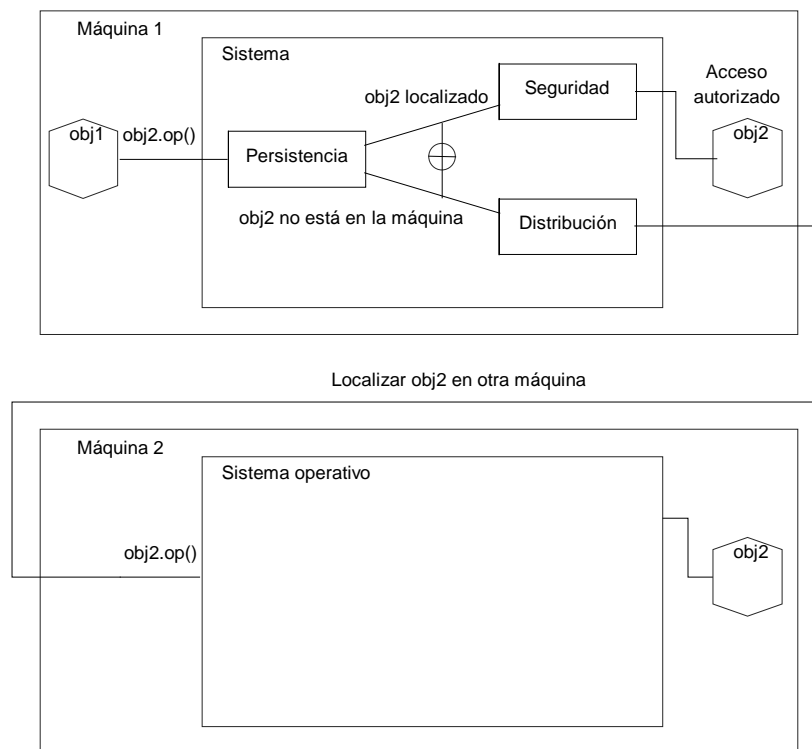 Máquina 1
Sistema
Acceso
autorizado
obj2 localizado
Seguridad
obj1
obj2.op()
Persistencia
obj2
obj2 no está en la máquina
Distribución
Localizar obj2 en otra máquina
Máquina 2
Sistema operativo
obj2.op()
obj2